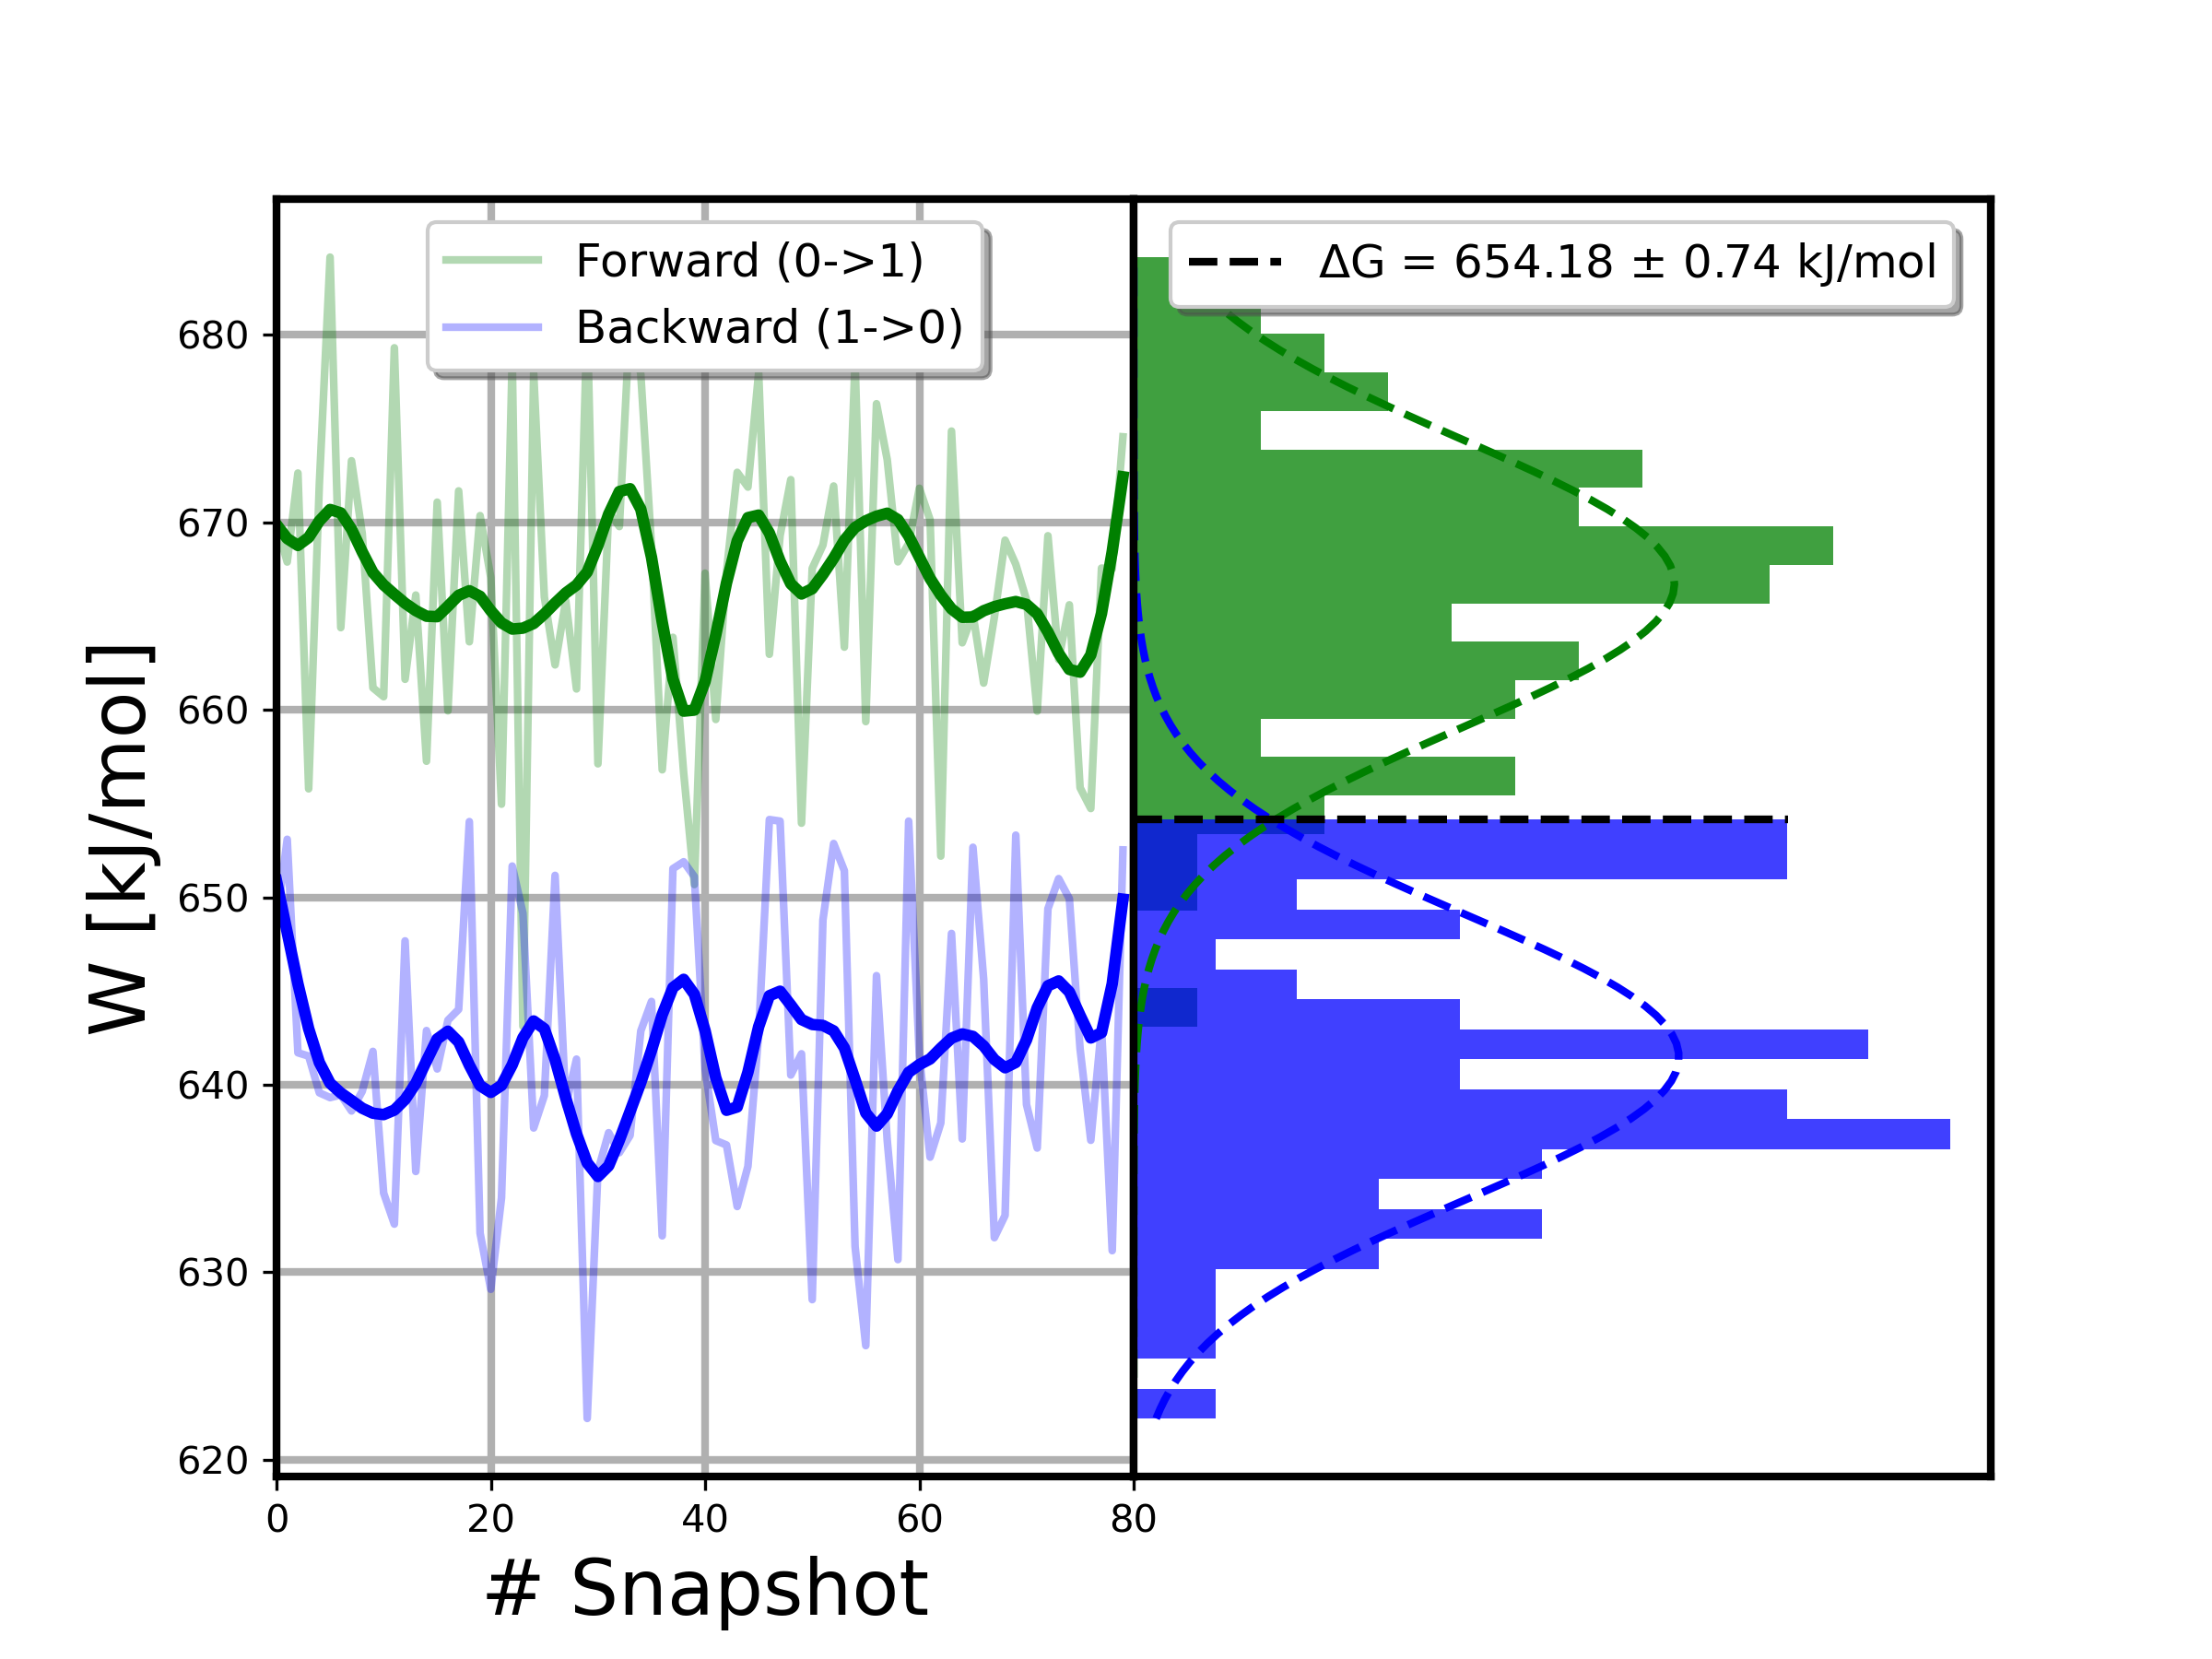 Forward (0->1)
Backward (1->0)
ΔG = 654.18 ± 0.74 kJ/mol
W [kJ/mol]
680
670
660
650
640
630
620
0 20 40 60 80
# Snapshot